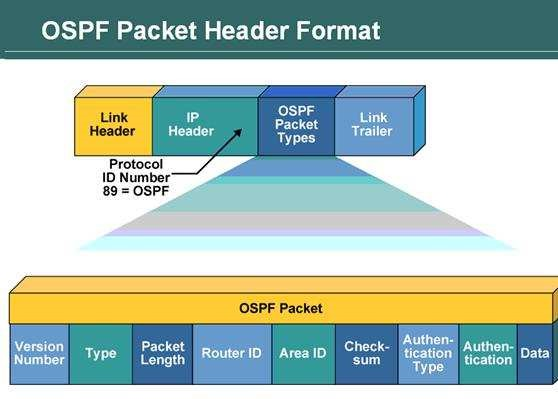 OSPF Packet Header Format
Link
Header
IP
Header
OSPF
Packet
Types
Link
Trailer
Protocol
ID Number
89 = OSPF
OSPF Packet
Version
Number
Type
Packet
Length
Router ID
Area ID
Check-
sum
Authen-
tication
Type
Authen-
tication
Data